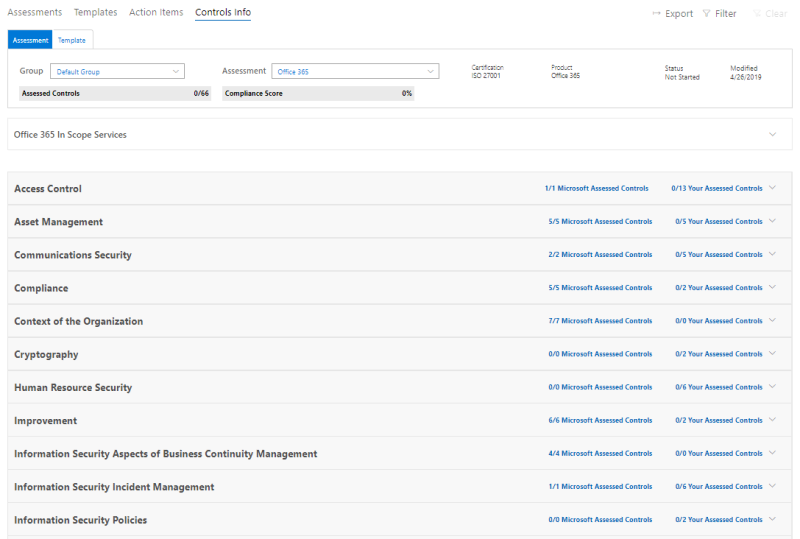 Assessments Templates Action Items Controls Info Export Filter Clear
Assessment Template
Group Default Group Assessment Office 365 Certification Product Status Modified
ISO 27001 Office 365 Not Started 4/26/2019
Assessed Controls 0/66 Compliance Score 0%
Office 365 In Scope Services
Access Control 1/1 Microsoft Assessed Controls 0/13 Your Assessed Controls
Asset Management 5/5 Microsoft Assessed Controls 0/5 Your Assessed Controls
Communications Security 2/2 Microsoft Assessed Controls 0/5 Your Assessed Controls
Compliance 5/5 Microsoft Assessed Controls 0/2 Your Assessed Controls
Context of the Organization 7/7 Microsoft Assessed Controls 0/0 Your Assessed Controls
Cryptography 0/0 Microsoft Assessed Controls 0/2 Your Assessed Controls
Human Resource Security 0/0 Microsoft Assessed Controls 0/6 Your Assessed Controls
Improvement 6/6 Microsoft Assessed Controls 0/2 Your Assessed Controls
Information Security Aspects of Business Continuity Management 4/4 Microsoft Assessed Controls 0/0 Your Assessed Controls
Information Security Incident Management 1/1 Microsoft Assessed Controls 0/6 Your Assessed Controls
Information Security Policies 0/0 Microsoft Assessed Controls 0/2 Your Assessed Controls